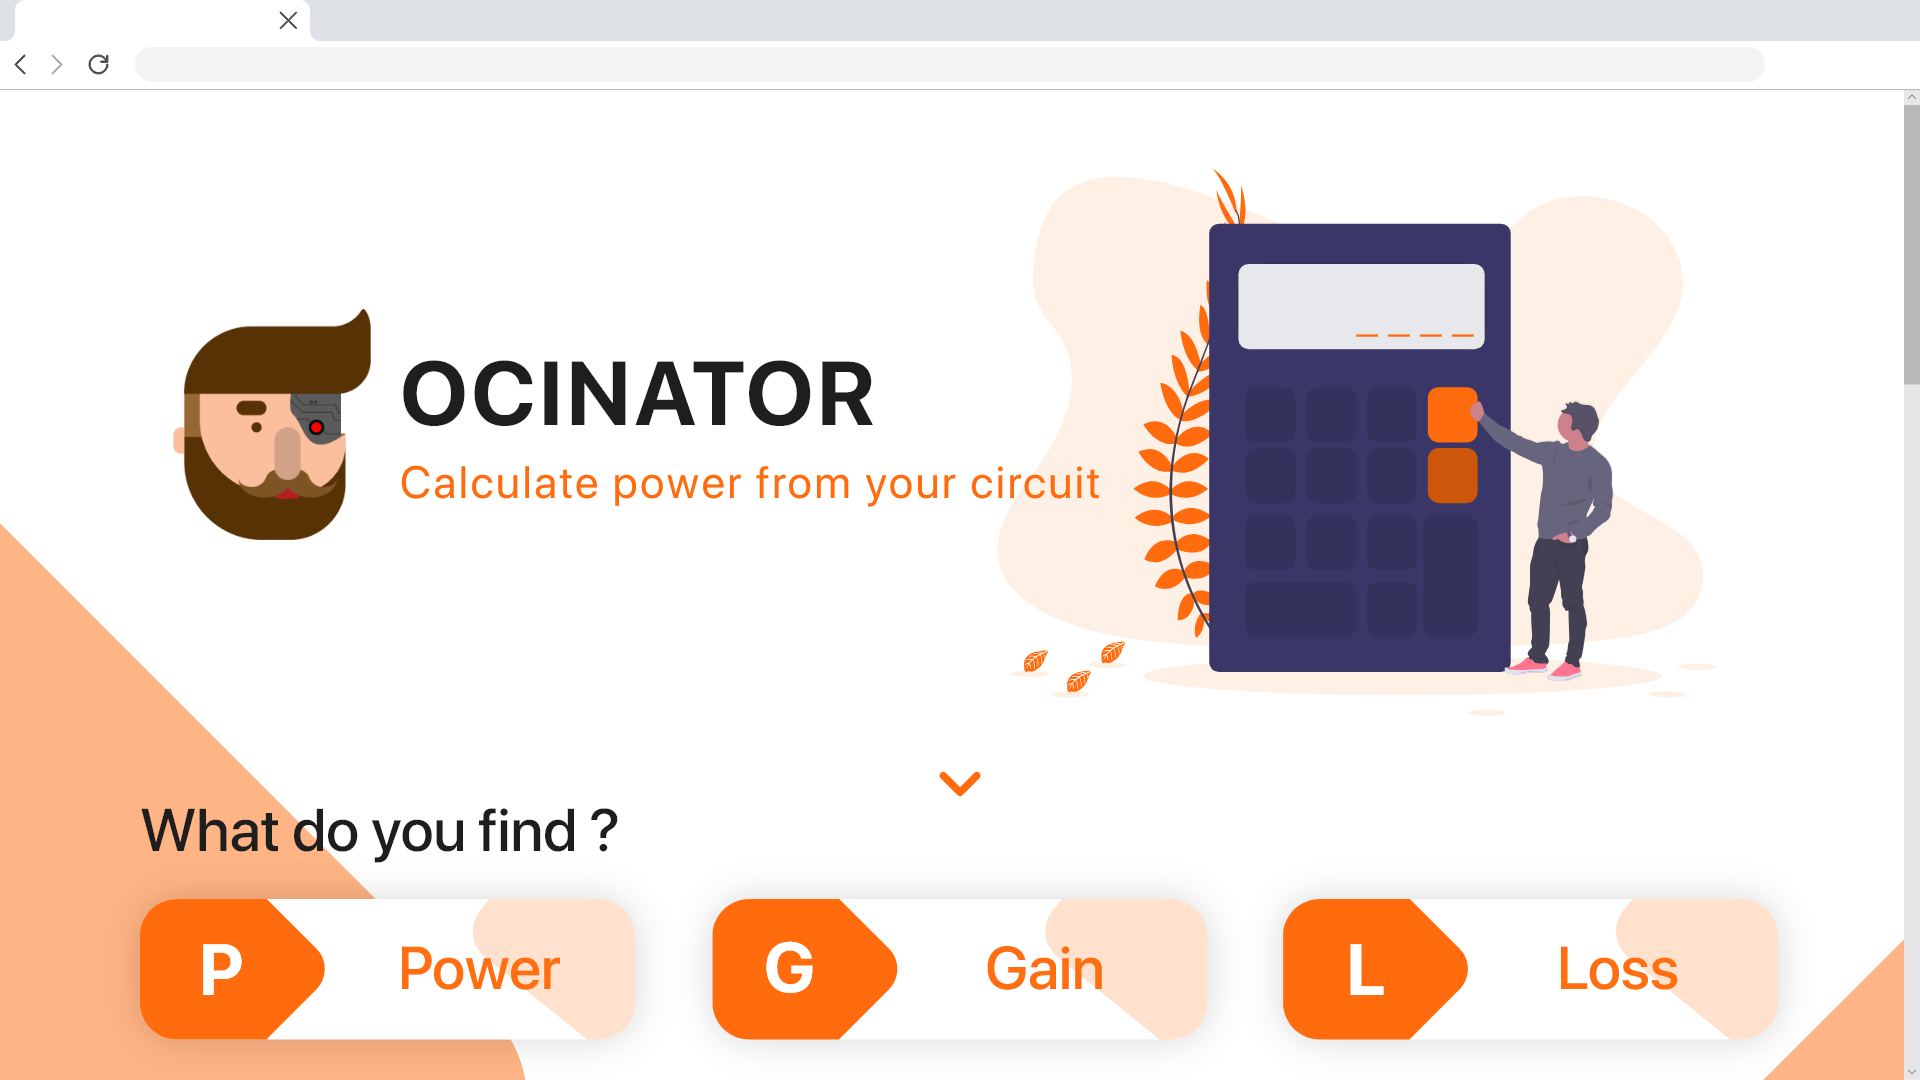 OCINATOR
Calculate power from your circuit
What do you find ?
P Power
G Gain
L Loss